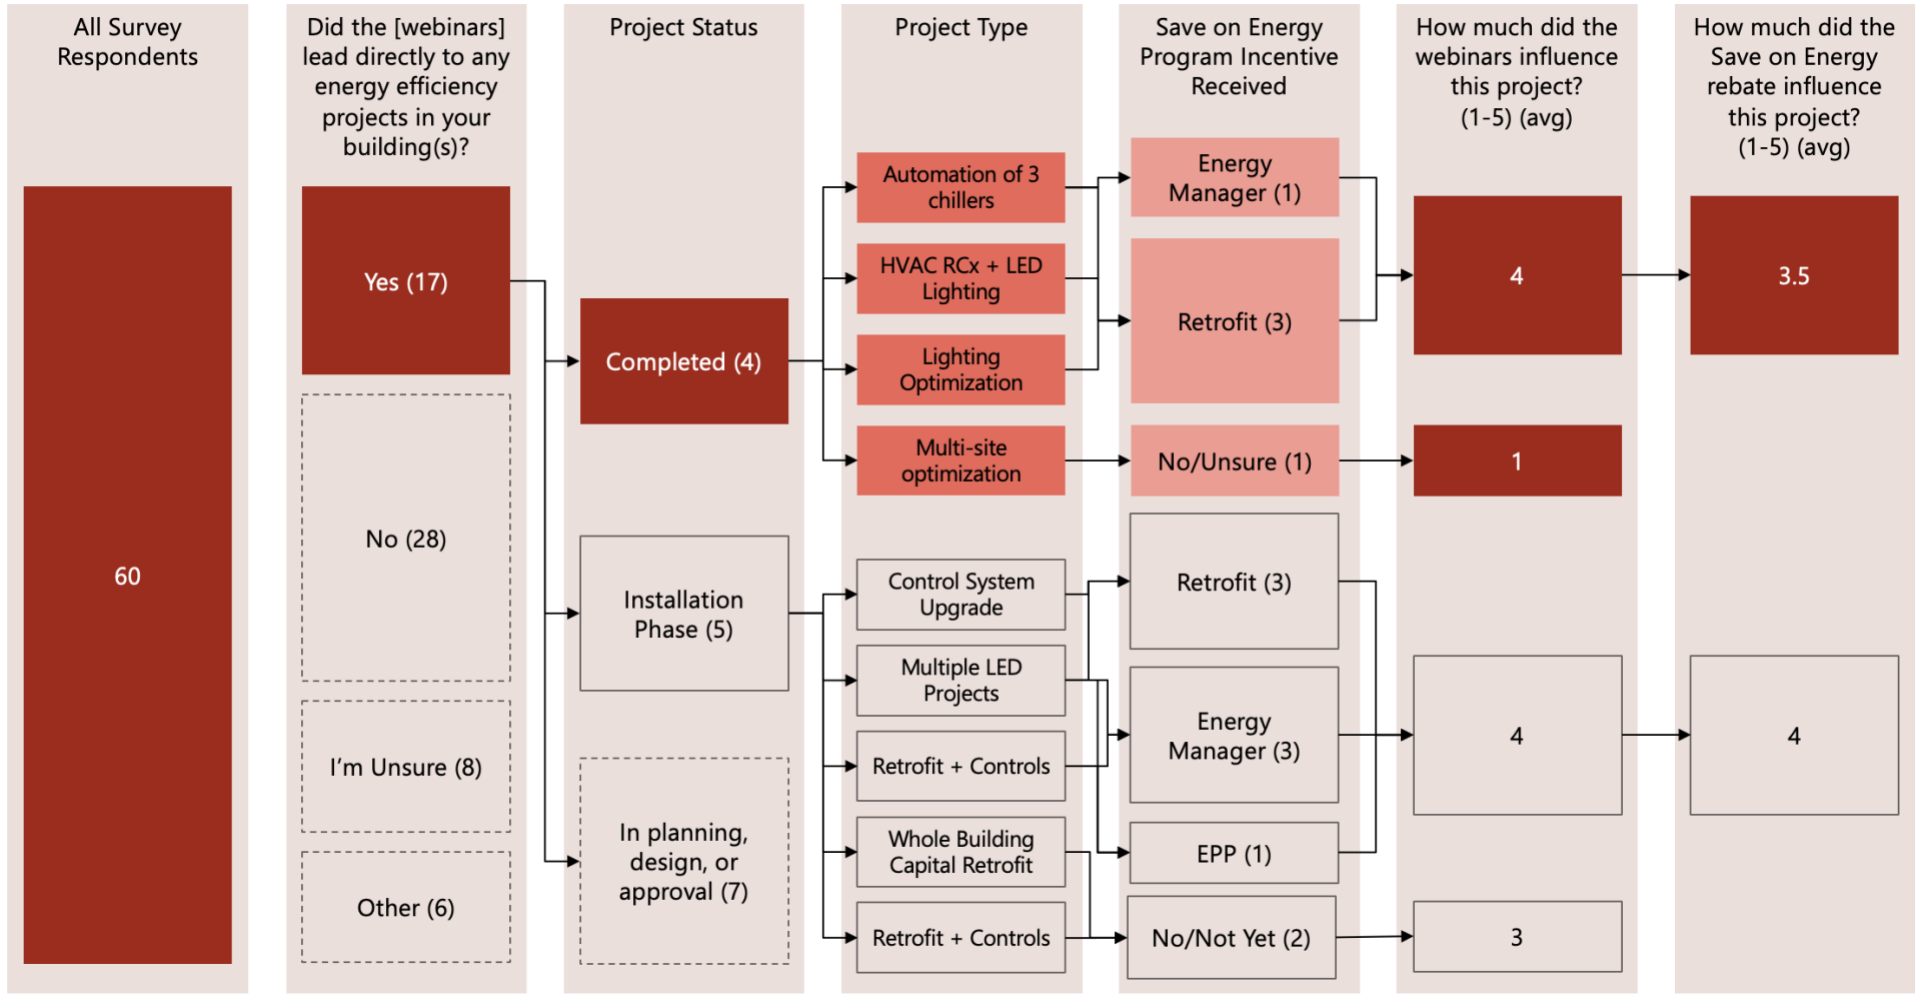 All Survey
Respondents
Did the [webinars]
lead directly to any
energy efficiency
projects in your
building(s)?
Project Status
Project Type
Save on Energy
Program Incentive
Received
How much did the
webinars influence
this project?
(1-5) (avg)
How much did the
Save on Energy
rebate influence
this project?
(1-5) (avg)
60
Yes (17)
No (28)
I'm Unsure (8)
Other (6)
Completed (4)
Installation
Phase (5)
In planning,
design, or
approval (7)
Automation of 3
chillers
HVAC RCx + LED
Lighting
Lighting
Optimization
Multi-site
optimization
Control System
Upgrade
Multiple LED
Projects
Retrofit + Controls
Whole Building
Capital Retrofit
Retrofit + Controls
Energy
Manager (1)
Retrofit (3)
No/Unsure (1)
Retrofit (3)
Energy
Manager (3)
EPP (1)
No/Not Yet (2)
4
1
4
3
3.5
4